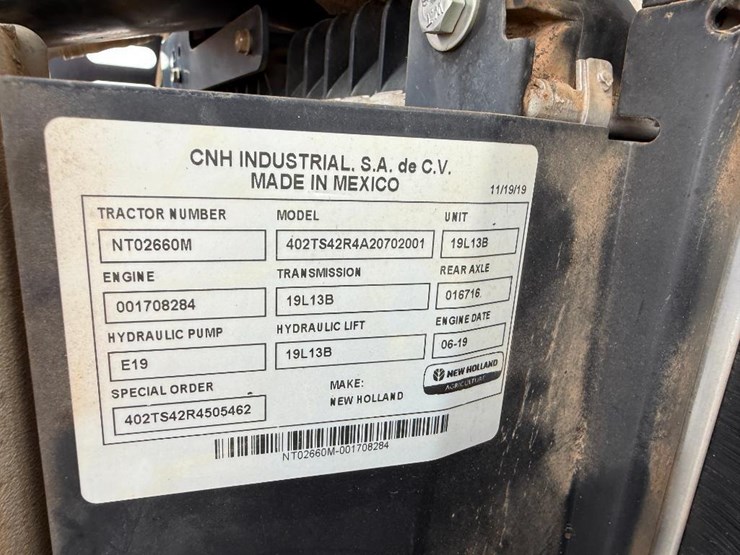 CNH INDUSTRIAL, S.A. de C.V.
MADE IN MEXICO
11/19/19
TRACTOR NUMBER
MODEL
UNIT
NT02660M
402TS42R4A20702001
19L13B
ENGINE
TRANSMISSION
REAR AXLE
001708284
19L13B
016716
HYDRAULIC PUMP
HYDRAULIC LIFT
ENGINE DATE
E19
19L13B
06-19
SPECIAL ORDER
MAKE:
NEW HOLLAND
NEW HOLLAND
AGRICULTURE
402TS42R4505462
NT02660M-001708284